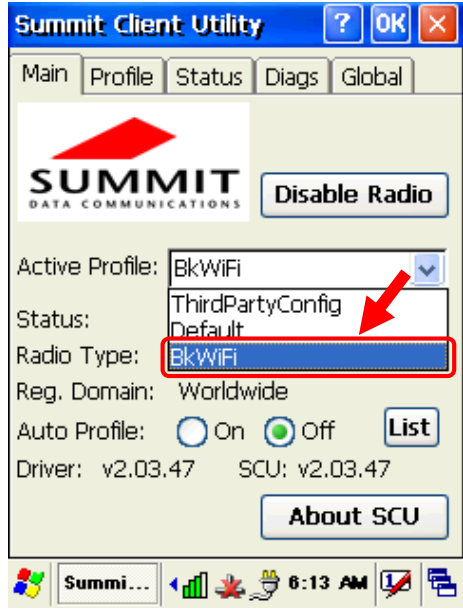 Summit Client Utility ? OK
Main Profile Status Diags Global
SUMMIT
DATA COMMUNICATIONS
Disable Radio
Active Profile: BkWiFi
ThirdPartyConfig
Status:
Default
Radio Type: BkWiFi
Reg. Domain: Worldwide
Auto Profile: On Off List
Driver: v2.03.47 SCU: v2.03.47
About SCU
Summi... 6:13 AM